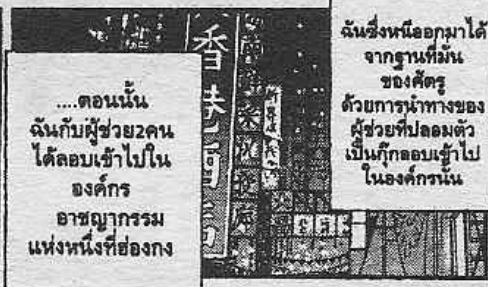 ....ตอนนั้น
ฉันกับผู้ช่วย2คน
ได้ลอบเข้าไปใน
องค์กร
อาชญากรรม
แห่งหนึ่งที่ฮ่องกง
ฉันซึ่งหนีออกมาได้
จากฐานที่มั่น
ของศัตรู
ด้วยการนำทางของ
ผู้ช่วยที่ปลอมตัว
เป็นกุ๊กลอบเข้าไป
ในองค์กรนั้น
香港